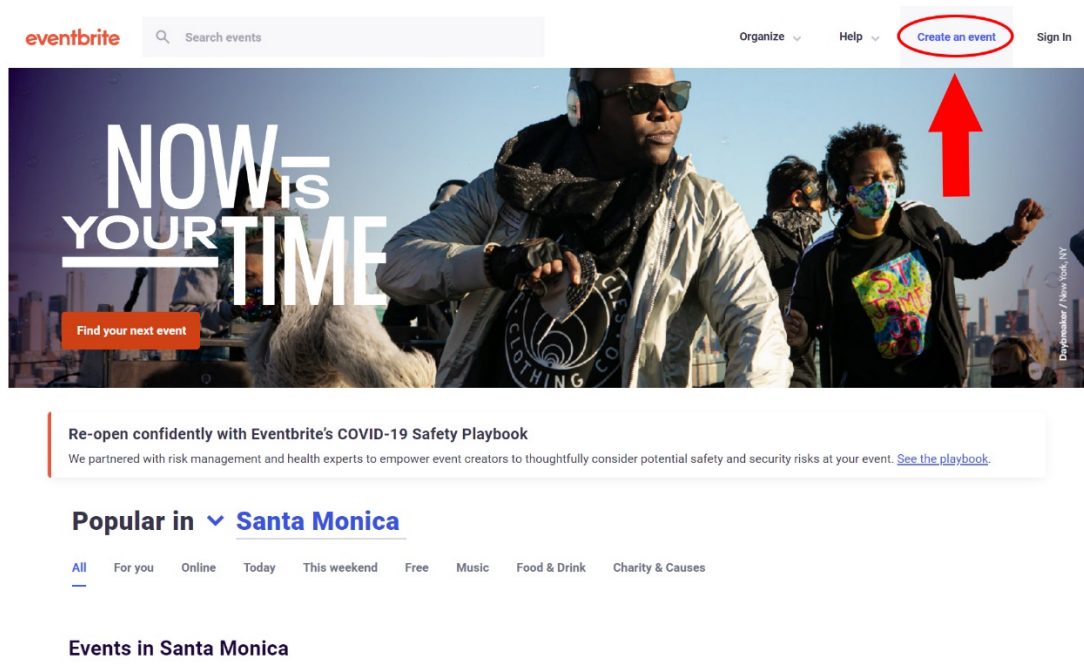 eventbrite
Search events
Organize
Help
Create an event
Sign In
NOW IS
YOUR TIME
Find your next event
Daybreaker / New York, NY
CLOTHING CO.
Re-open confidently with Eventbrite's COVID-19 Safety Playbook
We partnered with risk management and health experts to empower event creators to thoughtfully consider potential safety and security risks at your event. See the playbook.
Popular in Santa Monica
All For you Online Today This weekend Free Music Food & Drink Charity & Causes
Events in Santa Monica